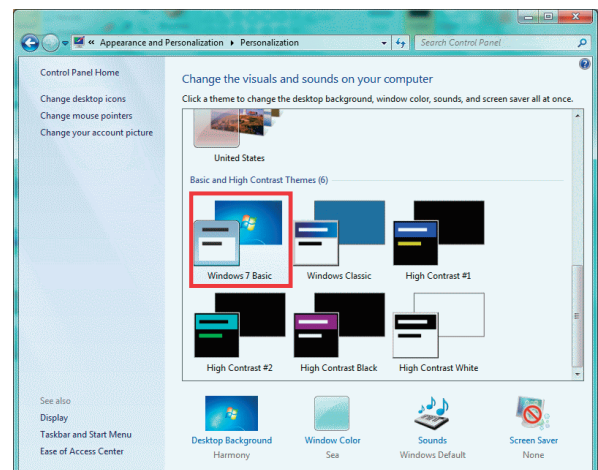 « Appearance and Personalization ▸ Personalization
Search Control Panel
Control Panel Home
Change desktop icons
Change mouse pointers
Change your account picture
Change the visuals and sounds on your computer
Click a theme to change the desktop background, window color, sounds, and screen saver all at once.
United States
Basic and High Contrast Themes (6)
Windows 7 Basic
Windows Classic
High Contrast #1
High Contrast #2
High Contrast Black
High Contrast White
See also
Display
Taskbar and Start Menu
Ease of Access Center
Desktop Background
Harmony
Window Color
Sea
Sounds
Windows Default
Screen Saver
None